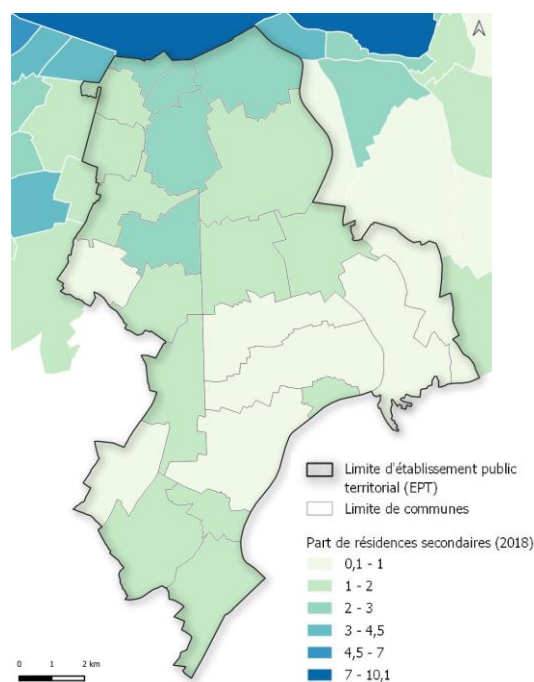 Limite d'établissement public
territorial (EPT)
Limite de communes
Part de résidences secondaires (2018)
0,1 - 1
1 - 2
2 - 3
3 - 4,5
4,5 - 7
7 - 10,1
0 1 2 km